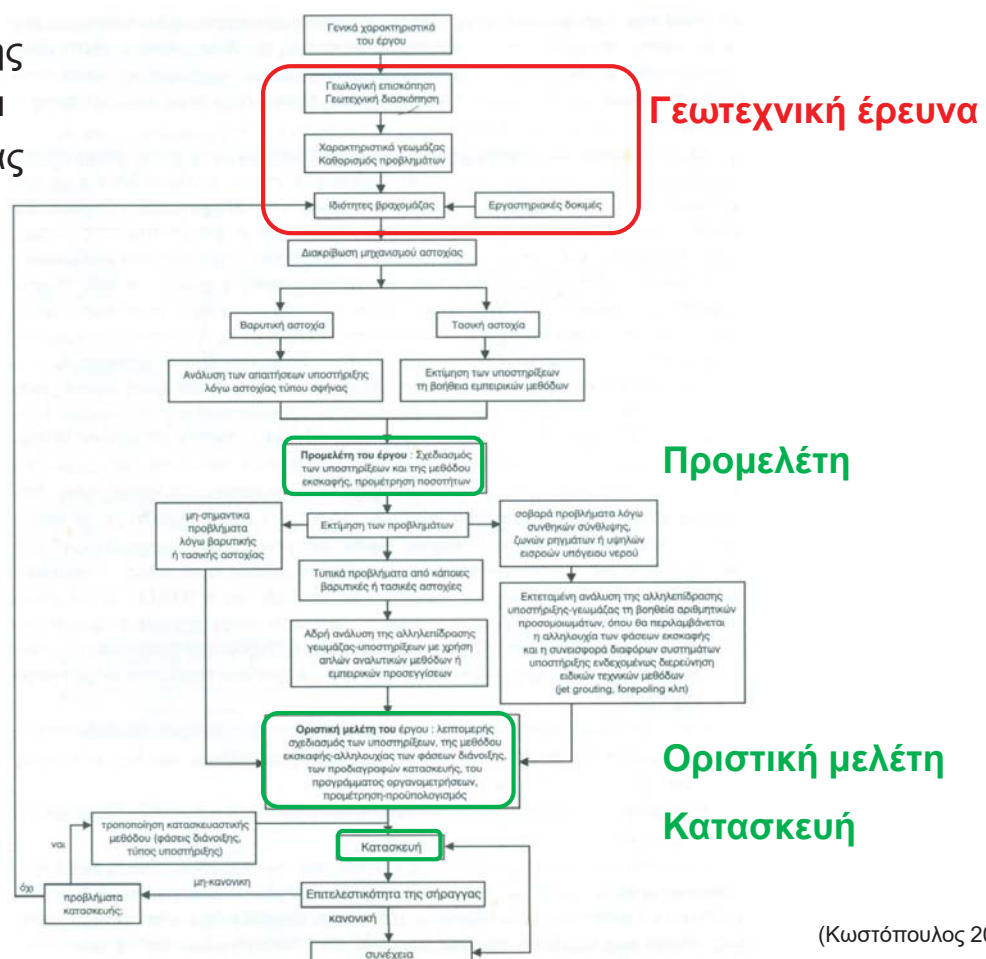 Γενικά χαρακτηριστικά
του έργου
ης
ας
Γεωλογική επισκόπηση
Γεωτεχνική διασκόπηση
Γεωτεχνική έρευνα
Χαρακτηριστικά γεωμάζας
Καθορισμός προβλημάτων
Ιδιότητες βραχομάζας
Εργαστηριακές δοκιμές
Διακρίβωση μηχανισμού αστοχίας
Βαρυτική αστοχία
Τασική αστοχία
Ανάλυση των απαιτήσεων υποστήριξης
λόγω αστοχίας τύπου σφήνας
Εκτίμηση των υποστηρίξεων
τη βοήθεια εμπειρικών μεθόδων
Προμελέτη του έργου : Σχεδιασμός
των υποστηρίξεων και της μεθόδου
εκσκαφής, προμέτρηση ποσοτήτων
Προμελέτη
μη-σημαντικα
προβλήματα
λόγω βαρυτικής
ή τασικής αστοχίας
Εκτίμηση των προβλημάτων
σοβαρά προβλήματα λόγω
συνθηκών σύνθλιψης,
ζωνών ρηγμάτων ή υψηλών
εισροών υπόγειου νερού
Τυπικά προβλήματα από κάποιες
βαρυτικές ή τασικές αστοχίες
Εκτεταμένη ανάλυση της αλληλεπίδρασης
υποστήριξης-γεωμάζας τη βοηθεία αριθμητικών
προσομοιωμάτων, όπου θα περιλαμβάνεται
η αλληλουχία των φάσεων εκσκαφής
και η συνεισφορά διαφόρων συστημάτων
υποστήριξης ενδεχομένως διερεύνηση
ειδικών τεχνικών μεθόδων
(jet grouting, forepoling κλπ)
Αδρή ανάλυση της αλληλεπίδρασης
γεωμάζας-υποστηρίξεων με χρήση
απλών αναλυτικών μεθόδων ή
εμπειρικών προσεγγίσεων
Οριστική μελέτη του έργου : λεπτομερής
σχεδιασμός των υποστηρίξεων, της μεθόδου
εκσκαφής-αλληλουχίας των φάσεων διάνοιξης,
των προδιαγραφών κατασκευής, του
προγράμματος οργανομετρήσεων,
προμέτρηση-προϋπολογισμός
Οριστική μελέτη
τροποποίηση κατασκευαστικής
μεθόδου (φάσεις διάνοιξης,
τύπος υποστήριξης)
ναι
Κατασκευή
Κατασκευή
όχι
προβλήματα
κατασκευής;
μη-κανονικη
Επιτελεστικότητα της σήραγγας
κανονική
συνέχεια
(Κωστόπουλος 20